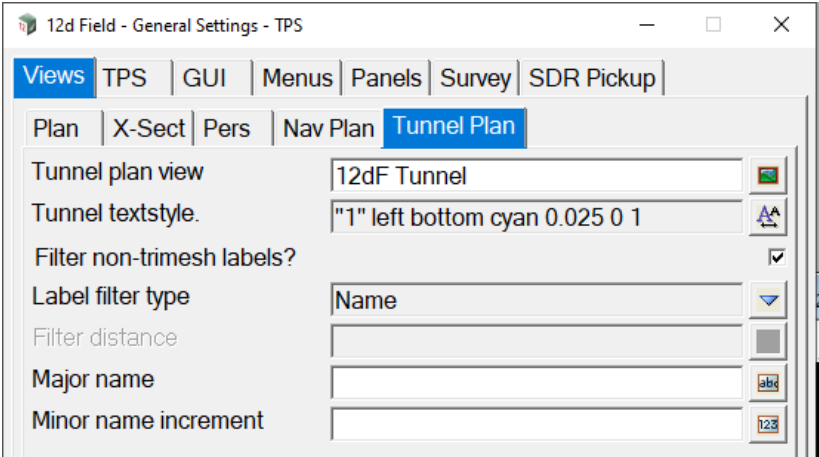 12d Field - General Settings - TPS
Views TPS GUI Menus Panels Survey SDR Pickup
Plan X-Sect Pers Nav Plan Tunnel Plan
Tunnel plan view 12dF Tunnel
Tunnel textstyle. "1" left bottom cyan 0.025 0 1
Filter non-trimesh labels?
Label filter type Name
Filter distance
Major name abc
Minor name increment 123